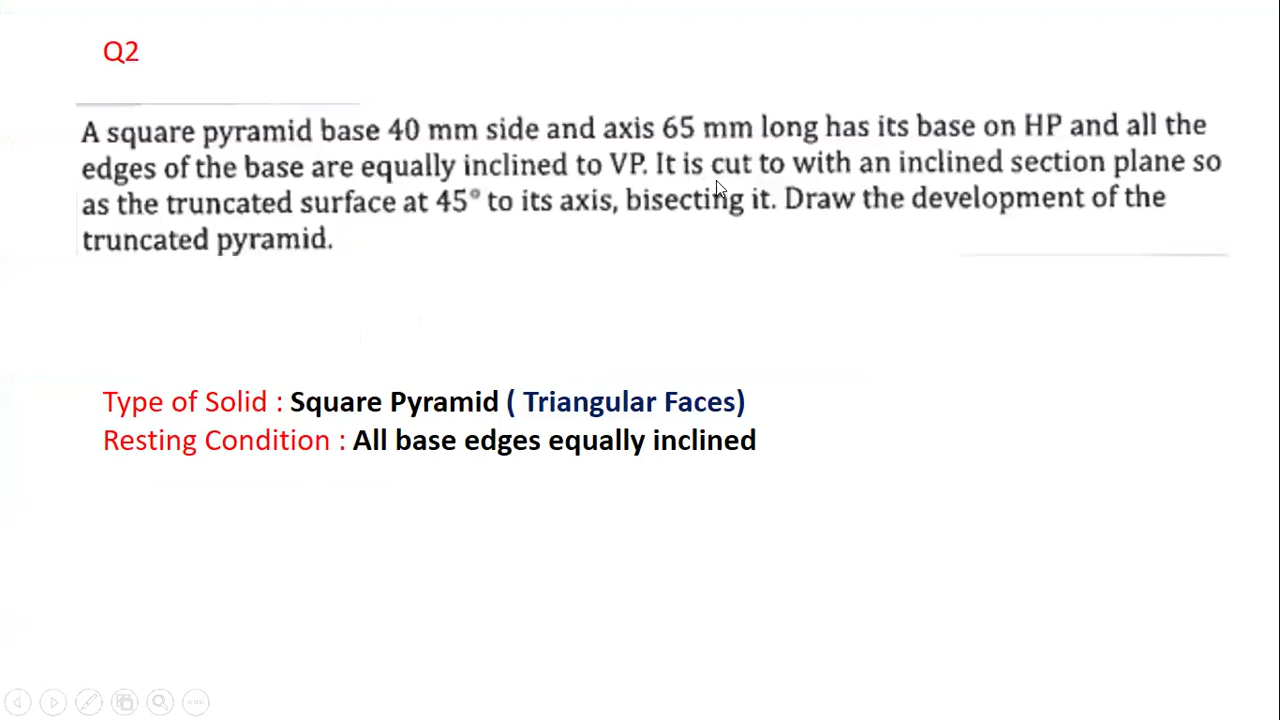 Q2
A square pyramid base 40 mm side and axis 65 mm long has its base on HP and all the
edges of the base are equally inclined to VP. It is cut to with an inclined section plane so
as the truncated surface at 45° to its axis, bisecting it. Draw the development of the
truncated pyramid.
Type of Solid : Square Pyramid ( Triangular Faces)
Resting Condition : All base edges equally inclined